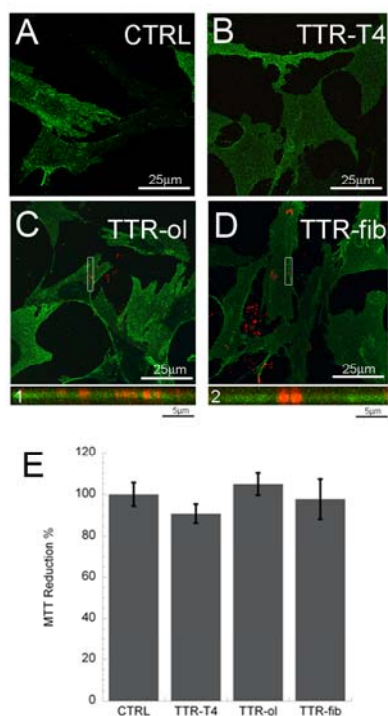 A CTRL
B TTR-T4
25µm
25µm
C TTR-ol
D TTR-fib
25µm
25µm
1
2
5µm
5µm
E
120
100
80
60
40
20
0
MTT Reduction %
CTRL TTR-T4 TTR-ol TTR-fib